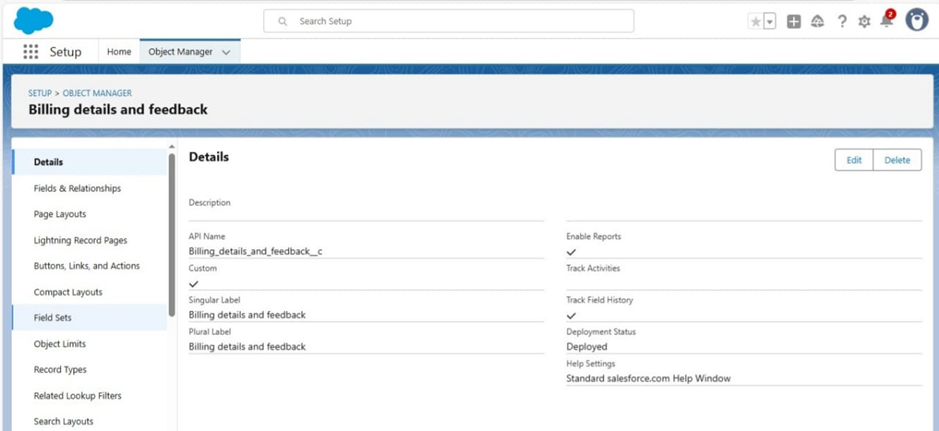 Search Setup
2
Setup Home Object Manager
SETUP > OBJECT MANAGER
Billing details and feedback
Details
Fields & Relationships
Page Layouts
Lightning Record Pages
Buttons, Links, and Actions
Compact Layouts
Field Sets
Object Limits
Record Types
Related Lookup Filters
Search Layouts
Details
Edit Delete
Description
API Name
Billing_details_and_feedback__c
Custom
Singular Label
Billing details and feedback
Plural Label
Billing details and feedback
Enable Reports
Track Activities
Track Field History
Deployment Status
Deployed
Help Settings
Standard salesforce.com Help Window